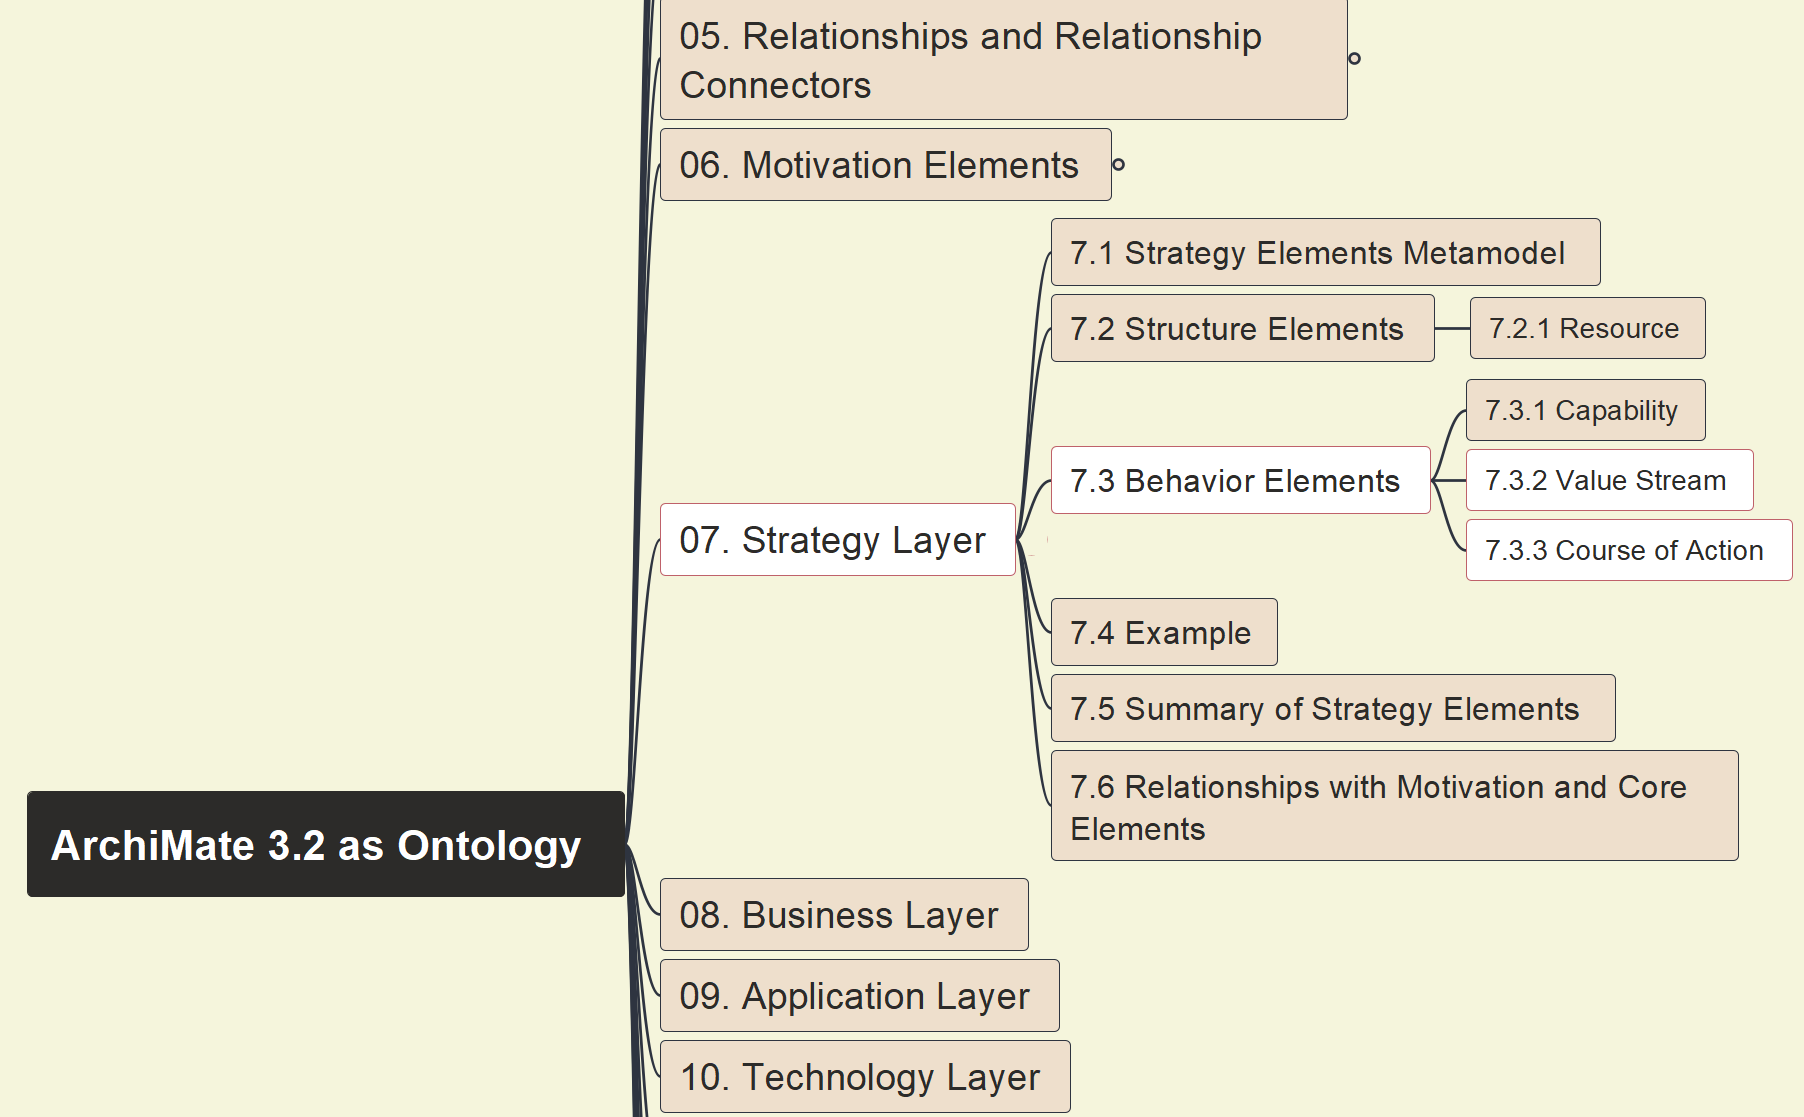 05. Relationships and Relationship
Connectors
06. Motivation Elements
7.1 Strategy Elements Metamodel
7.2 Structure Elements
7.2.1 Resource
7.3.1 Capability
7.3 Behavior Elements
7.3.2 Value Stream
07. Strategy Layer
7.3.3 Course of Action
7.4 Example
7.5 Summary of Strategy Elements
7.6 Relationships with Motivation and Core
Elements
ArchiMate 3.2 as Ontology
08. Business Layer
09. Application Layer
10. Technology Layer